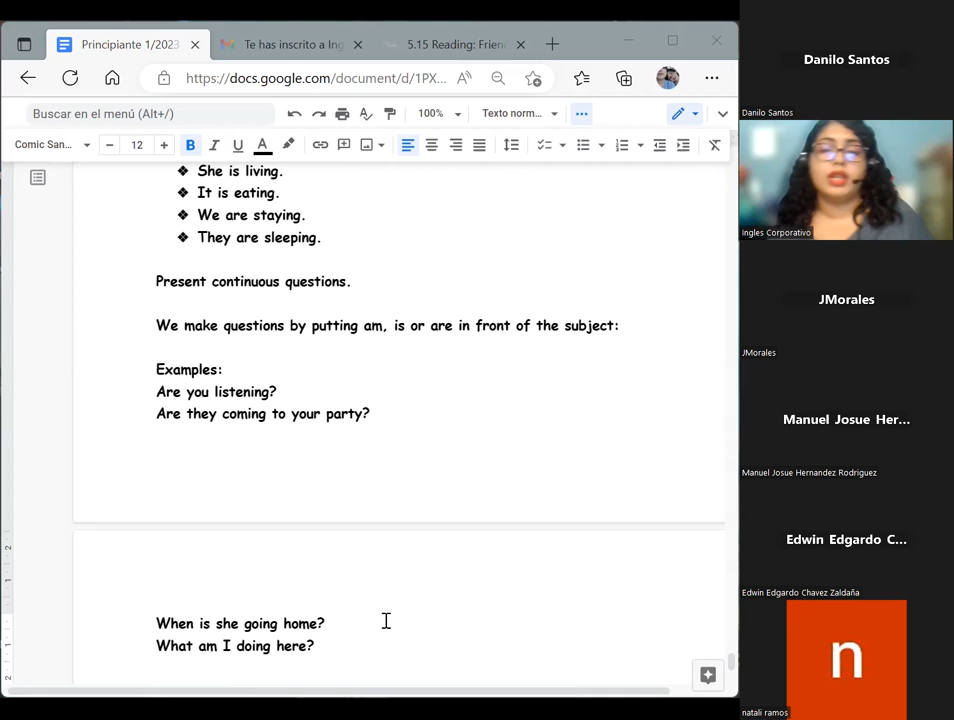 Principiante 1/2023
Te has inscrito a Ing
5.15 Reading: Frien
https://docs.google.com/document/d/1PX...
Buscar en el menú (Alt+/)
100%
Texto norm...
Comic San...
12
She is living.
It is eating.
We are staying.
They are sleeping.
Present continuous questions.
We make questions by putting am, is or are in front of the subject:
Examples:
Are you listening?
Are they coming to your party?
When is she going home?
What am I doing here?
Danilo Santos
Danilo Santos
Ingles Corporativo
JMorales
JMorales
Manuel Josue Her...
Manuel Josue Hernandez Rodriguez
Edwin Edgardo C...
Edwin Edgardo Chavez Zaldaña
n
natali ramos